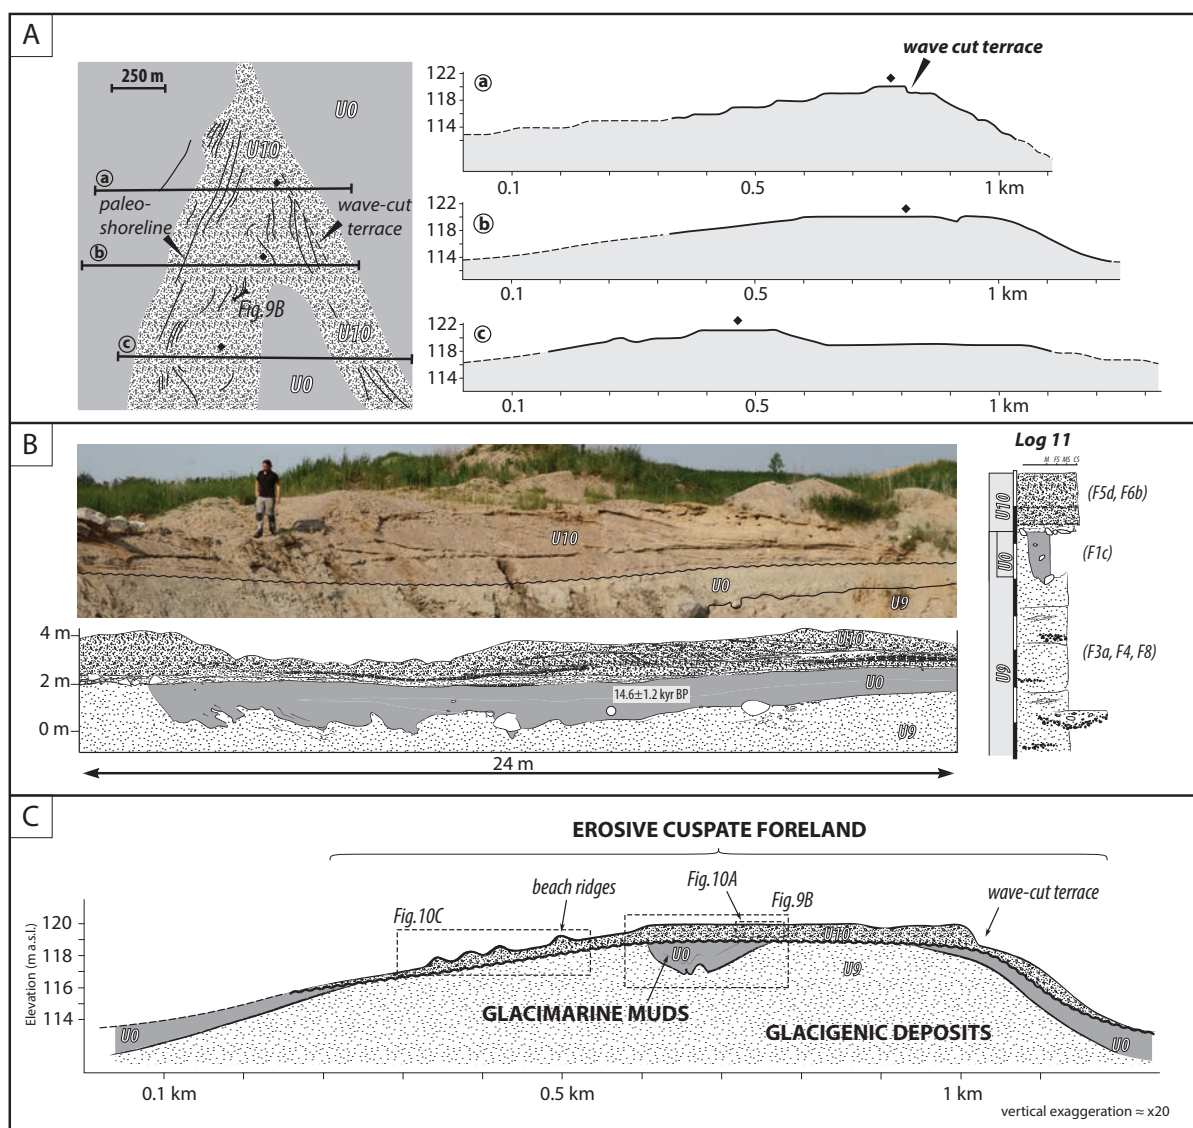 A
250 m
U0
U10
a
paleo-
shoreline
wave-cut
terrace
b
Fig.9B
U10
c
U0
wave cut terrace
a
122
118
114
0.1
0.5
1 km
b
122
118
114
0.1
0.5
1 km
c
122
118
114
0.1
0.5
1 km
B
U10
U0
U9
4 m
2 m
0 m
U10
U0
14.6±1.2 kyr BP
U9
24 m
Log 11
M FS MS CS
U10
(F5d, F6b)
U0
(F1c)
U9
(F3a, F4, F8)
C
EROSIVE CUSPATE FORELAND
beach ridges
Fig.10A
Fig.9B
wave-cut terrace
Fig.10C
Elevation (m a.s.l.)
120
118
116
114
U10
U0
U9
GLACIMARINE MUDS
GLACIGENIC DEPOSITS
U0
U0
0.1 km
0.5 km
1 km
vertical exaggeration ≈ x20